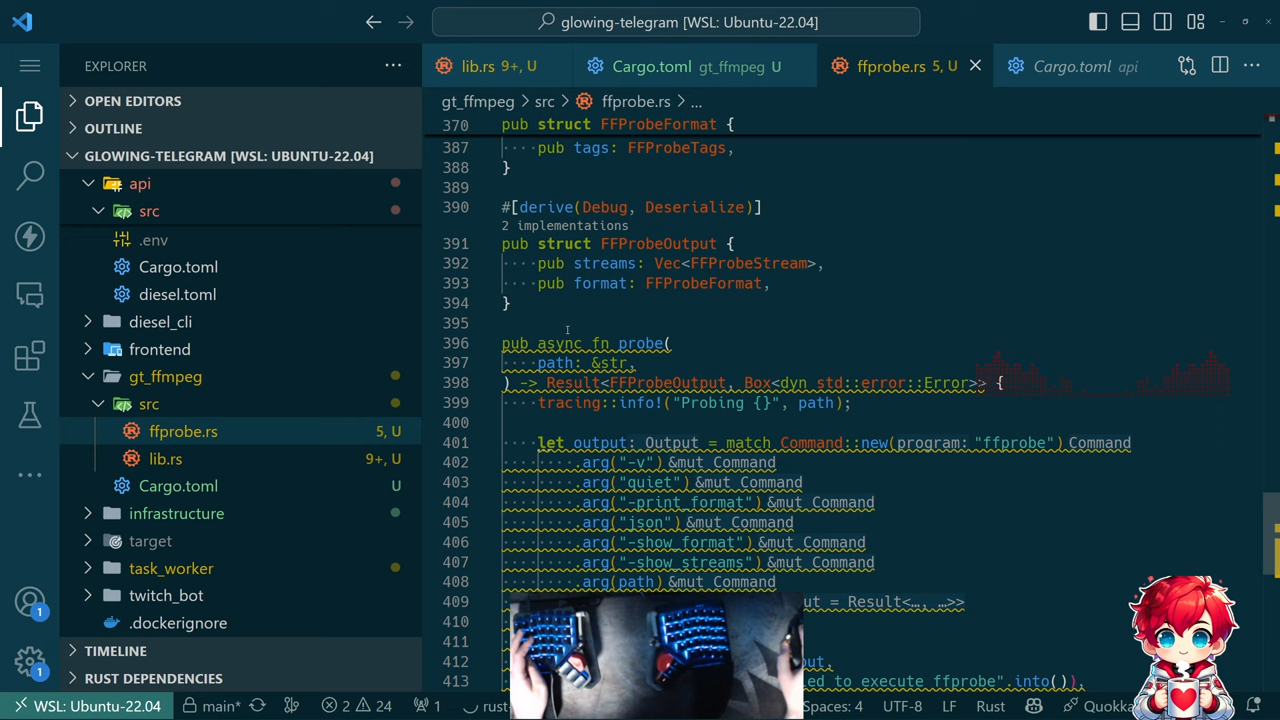 glowing-telegram [WSL: Ubuntu-22.04]
EXPLORER
OPEN EDITORS
OUTLINE
GLOWING-TELEGRAM [WSL: UBUNTU-22.04]
api
src
.env
Cargo.toml
diesel.toml
diesel_cli
frontend
gt_ffmpeg
src
ffprobe.rs 5, U
lib.rs 9+, U
Cargo.toml U
infrastructure
target
task_worker
twitch_bot
.dockerignore
TIMELINE
RUST DEPENDENCIES
1
1
lib.rs 9+, U
Cargo.toml gt_ffmpeg U
ffprobe.rs 5, U
Cargo.toml api
gt_ffmpeg > src > ffprobe.rs > ...
370 pub struct FFProbeFormat {
387 pub tags: FFProbeTags,
388 }
389
390 #[derive(Debug, Deserialize)]
2 implementations
391 pub struct FFProbeOutput {
392 pub streams: Vec<FFProbeStream>,
393 pub format: FFProbeFormat,
394 }
395
396 pub async fn probe(
397 path: &str,
398 ) -> Result<FFProbeOutput, Box<dyn std::error::Error>> {
399 tracing::info!("Probing {}", path);
400
401 let output: Output = match Command::new(program: "ffprobe") Command
402 .arg("-v") &mut Command
403 .arg("quiet") &mut Command
404 .arg("-print_format") &mut Command
405 .arg("json") &mut Command
406 .arg("-show_format") &mut Command
407 .arg("-show_streams") &mut Command
408 .arg(path) &mut Command
409 ut = Result<…, …>>
410
411
412 ut,
413 led to execute ffprobe".into()),
WSL: Ubuntu-22.04 main* 2 24 1 rust- Spaces: 4 UTF-8 LF Rust Quokka